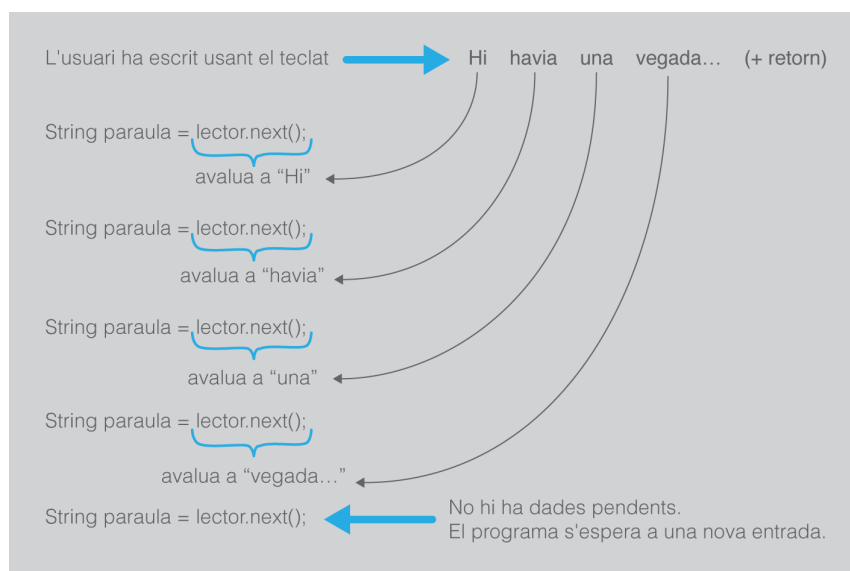 L'usuari ha escrit usant el teclat Hi havia una vegada… (+ retorn)
String paraula = lector.next();
avalua a “Hi”
String paraula = lector.next();
avalua a “havia”
String paraula = lector.next();
avalua a “una”
String paraula = lector.next();
avalua a “vegada…”
String paraula = lector.next();
No hi ha dades pendents.
El programa s'espera a una nova entrada.